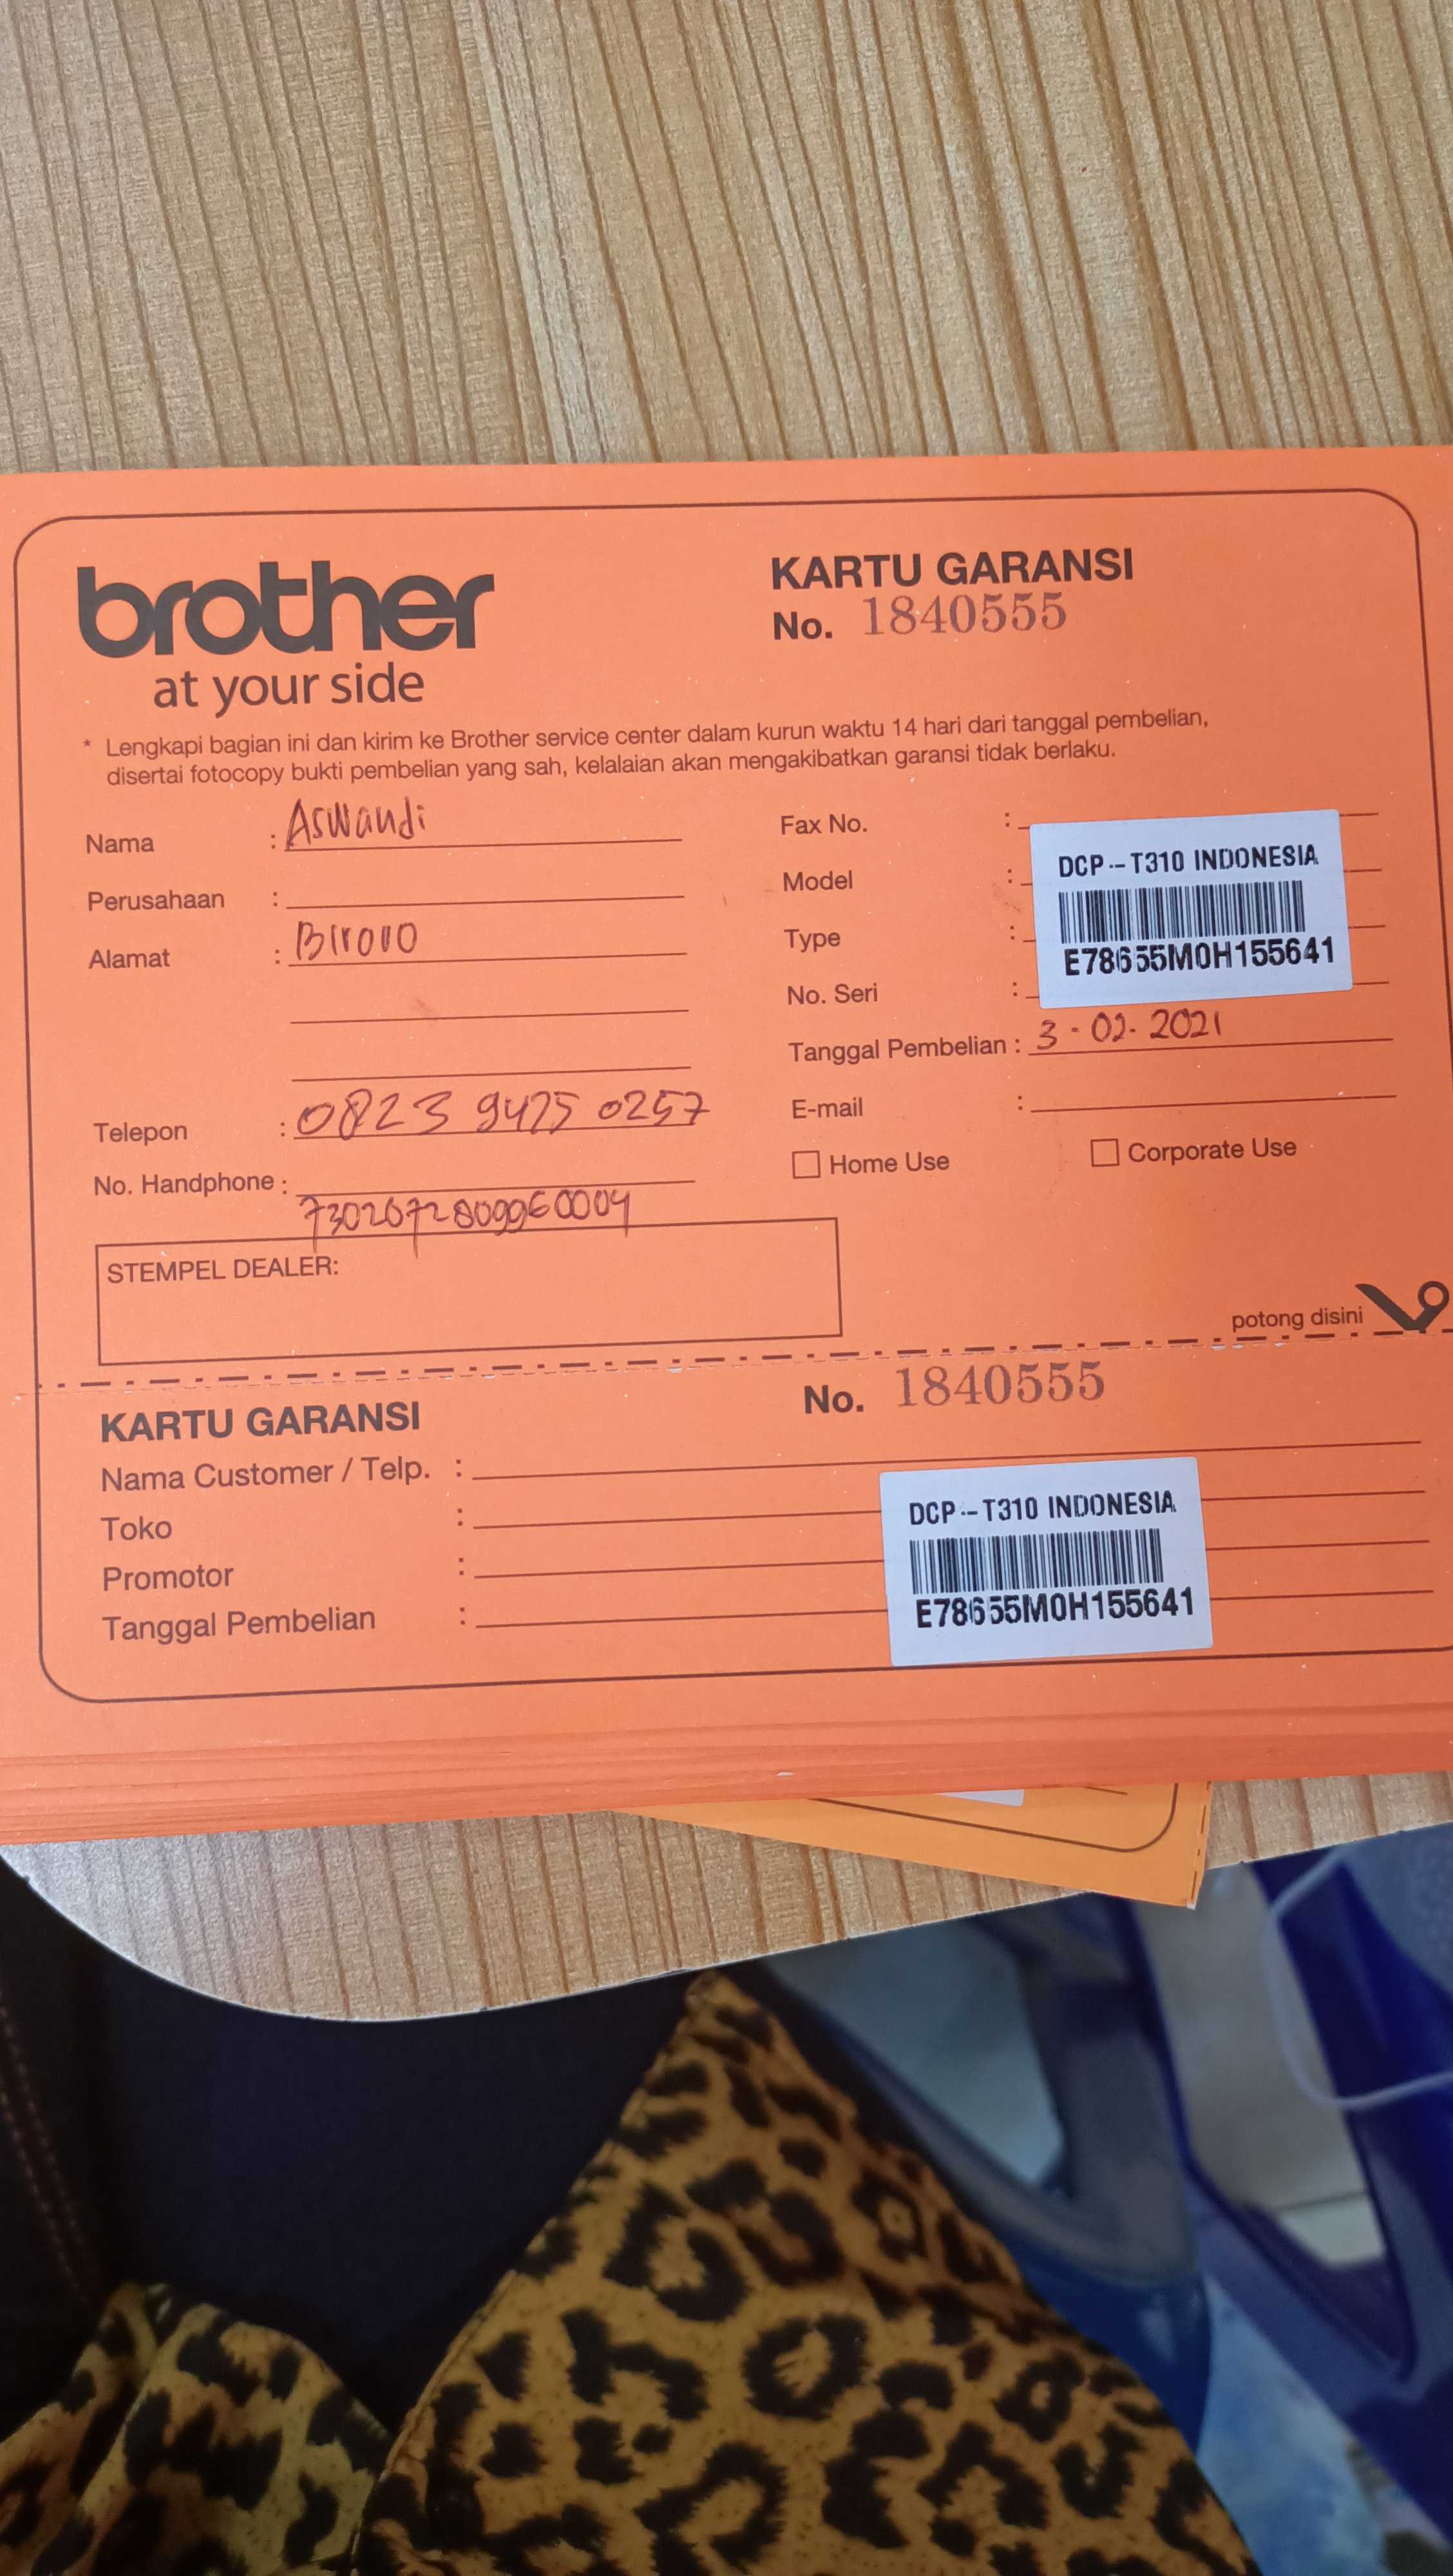 brother
at your side
KARTU GARANSI
No. 1840555
* Lengkapi bagian ini dan kirim ke Brother service center dalam kurun waktu 14 hari dari tanggal pembelian,
disertai fotocopy bukti pembelian yang sah, kelalaian akan mengakibatkan garansi tidak berlaku.
Nama : Aswandi
Perusahaan :
Alamat :
Telepon : 0823 9475 0257
No. Handphone :
STEMPEL DEALER:
Fax No. :
Model :
Type :
No. Seri :
DCP-T310 INDONESIA
E78655M0H155641
Tanggal Pembelian : 3-02-2021
E-mail :
Home Use
Corporate Use
potong disini
KARTU GARANSI
No. 1840555
Nama Customer / Telp. :
Toko :
Promotor :
Tanggal Pembelian :
DCP-T310 INDONESIA
E78655M0H155641